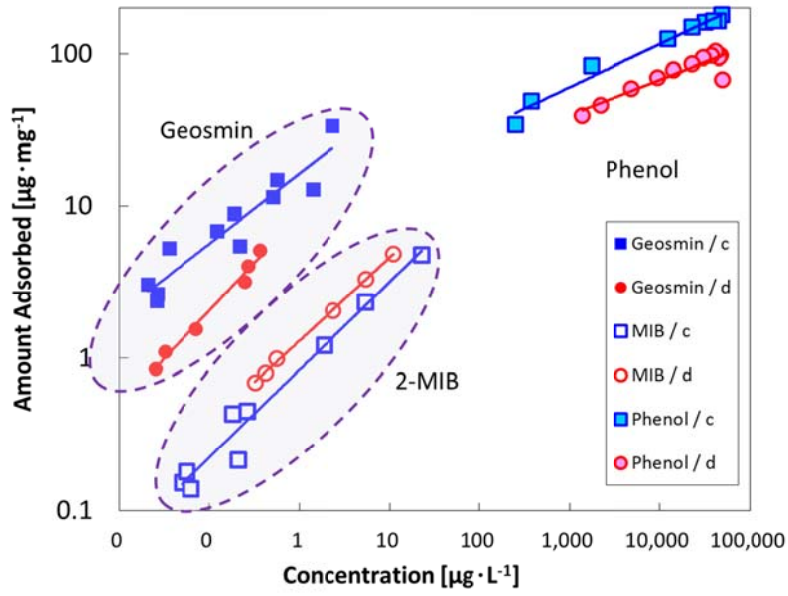 100
10
1
0.1
Amount Adsorbed [µg·mg⁻¹]
Geosmin
2-MIB
Phenol
Geosmin / c
Geosmin / d
MIB / c
MIB / d
Phenol / c
Phenol / d
0 0 1 10 100 1,000 10,000 100,000
Concentration [µg·L⁻¹]